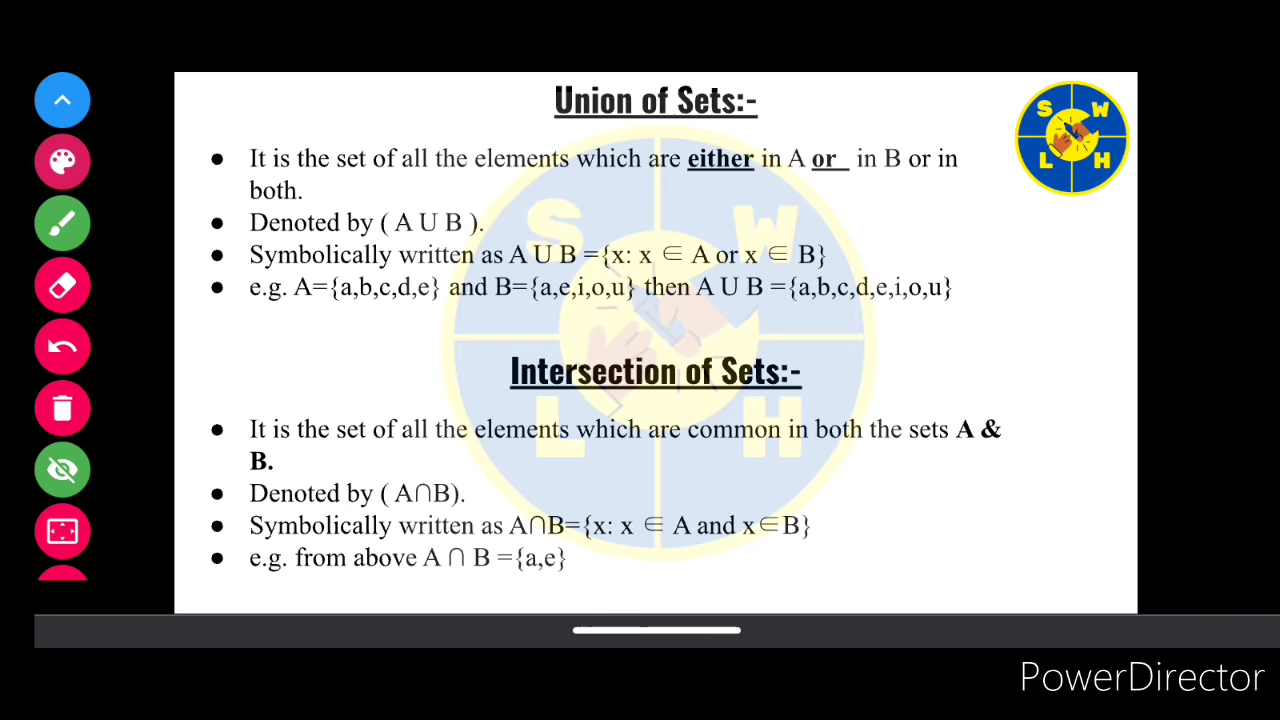 Union of Sets:-
● It is the set of all the elements which are either in A or in B or in
both.
● Denoted by ( A U B ).
● Symbolically written as A U B ={x: x ∈ A or x ∈ B}
● e.g. A={a,b,c,d,e} and B={a,e,i,o,u} then A U B ={a,b,c,d,e,i,o,u}
Intersection of Sets:-
● It is the set of all the elements which are common in both the sets A &
B.
● Denoted by ( A∩B).
● Symbolically written as A∩B={x: x ∈ A and x∈B}
● e.g. from above A ∩ B ={a,e}
S W
L H
S W
L H
PowerDirector